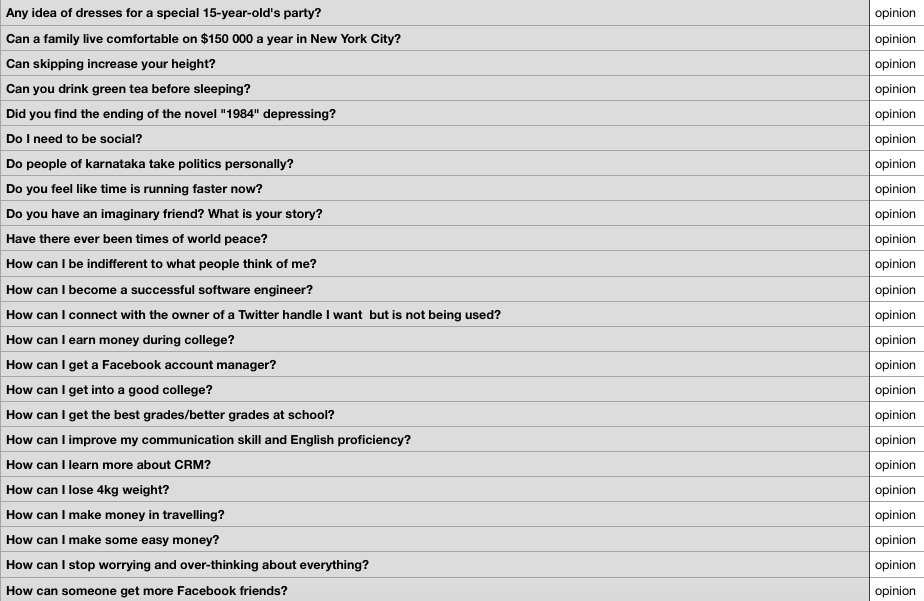 Any idea of dresses for a special 15-year-old's party? opinion
Can a family live comfortable on $150 000 a year in New York City? opinion
Can skipping increase your height? opinion
Can you drink green tea before sleeping? opinion
Did you find the ending of the novel "1984" depressing? opinion
Do I need to be social? opinion
Do people of karnataka take politics personally? opinion
Do you feel like time is running faster now? opinion
Do you have an imaginary friend? What is your story? opinion
Have there ever been times of world peace? opinion
How can I be indifferent to what people think of me? opinion
How can I become a successful software engineer? opinion
How can I connect with the owner of a Twitter handle I want  but is not being used? opinion
How can I earn money during college? opinion
How can I get a Facebook account manager? opinion
How can I get into a good college? opinion
How can I get the best grades/better grades at school? opinion
How can I improve my communication skill and English proficiency? opinion
How can I learn more about CRM? opinion
How can I lose 4kg weight? opinion
How can I make money in travelling? opinion
How can I make some easy money? opinion
How can I stop worrying and over-thinking about everything? opinion
How can someone get more Facebook friends? opinion